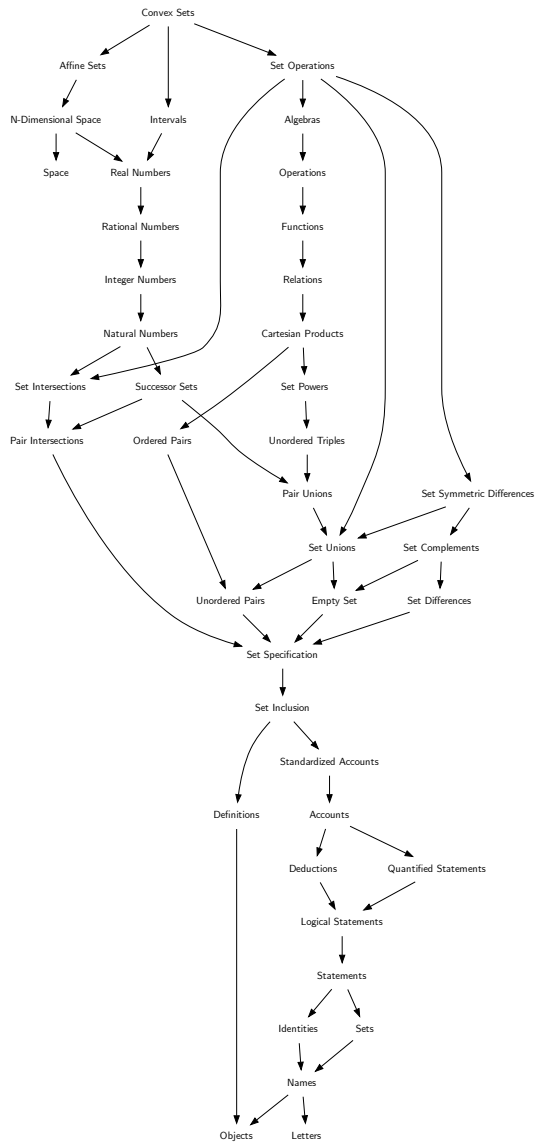 Convex Sets
Affine Sets
Set Operations
N-Dimensional Space
Intervals
Algebras
Space
Real Numbers
Operations
Rational Numbers
Functions
Integer Numbers
Relations
Natural Numbers
Cartesian Products
Set Intersections
Successor Sets
Set Powers
Pair Intersections
Ordered Pairs
Unordered Triples
Pair Unions
Set Symmetric Differences
Set Unions
Set Complements
Unordered Pairs
Empty Set
Set Differences
Set Specification
Set Inclusion
Standardized Accounts
Definitions
Accounts
Deductions
Quantified Statements
Logical Statements
Statements
Identities
Sets
Names
Objects
Letters